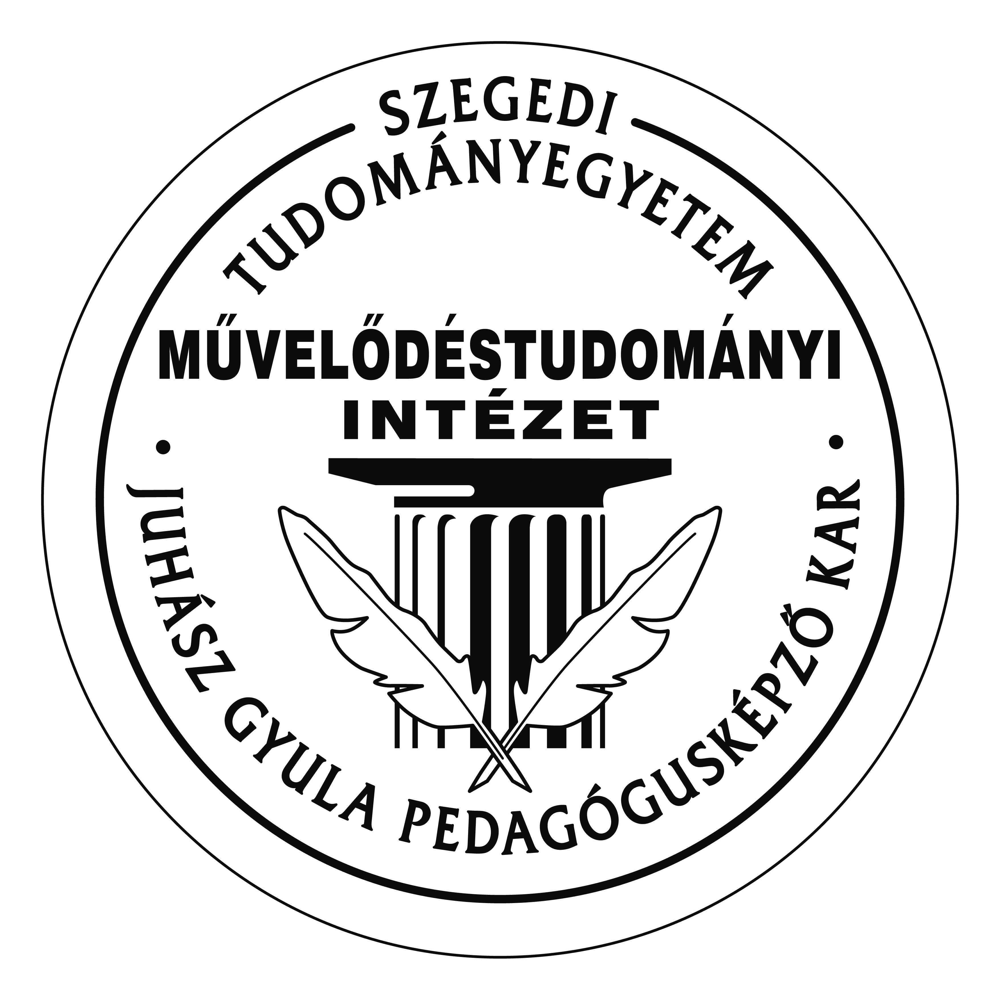 SZEGEDI
TUDOMÁNYEGYETEM
MŰVELŐDÉSTUDOMÁNYI
INTÉZET
• JUHÁSZ GYULA PEDAGÓGUSKÉPZŐ KAR •